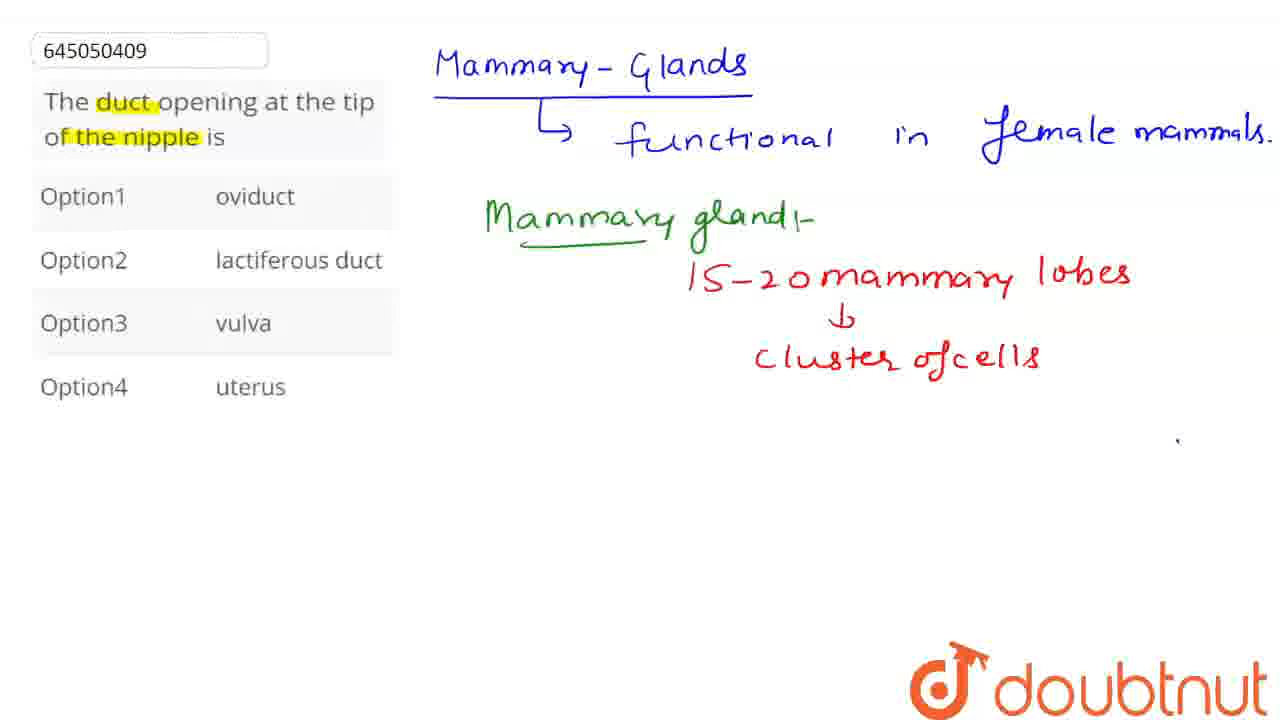 645050409
The duct opening at the tip
of the nipple is
Option1 oviduct
Option2 lactiferous duct
Option3 vulva
Option4 uterus
Mammary - Glands
functional in female mammals.
Mammary gland :-
15-20 mammary lobes
↓
cluster of cells
doubtnut